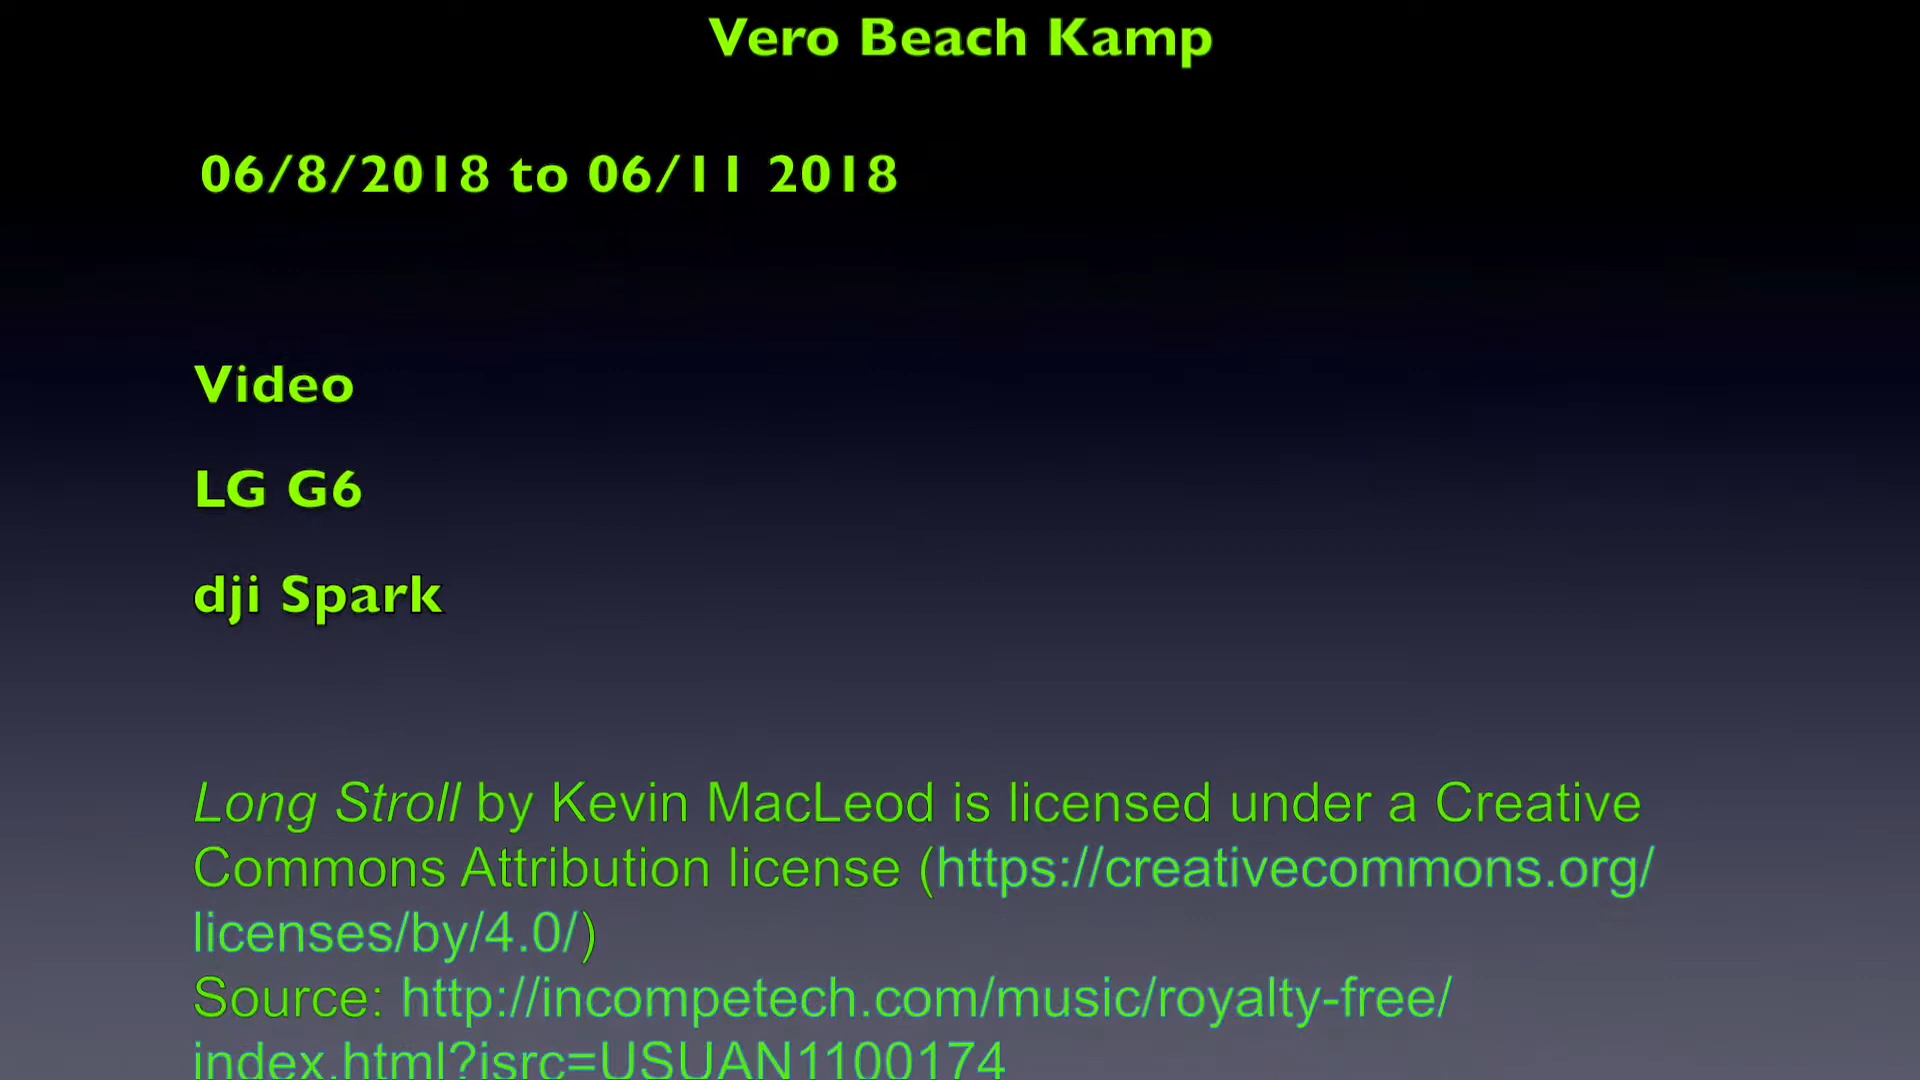 Vero Beach Kamp
06/8/2018 to 06/11 2018
Video
LG G6
dji Spark
Long Stroll by Kevin MacLeod is licensed under a Creative
Commons Attribution license (https://creativecommons.org/
licenses/by/4.0/)
Source: http://incompetech.com/music/royalty-free/
index.html?isrc=USUAN1100174